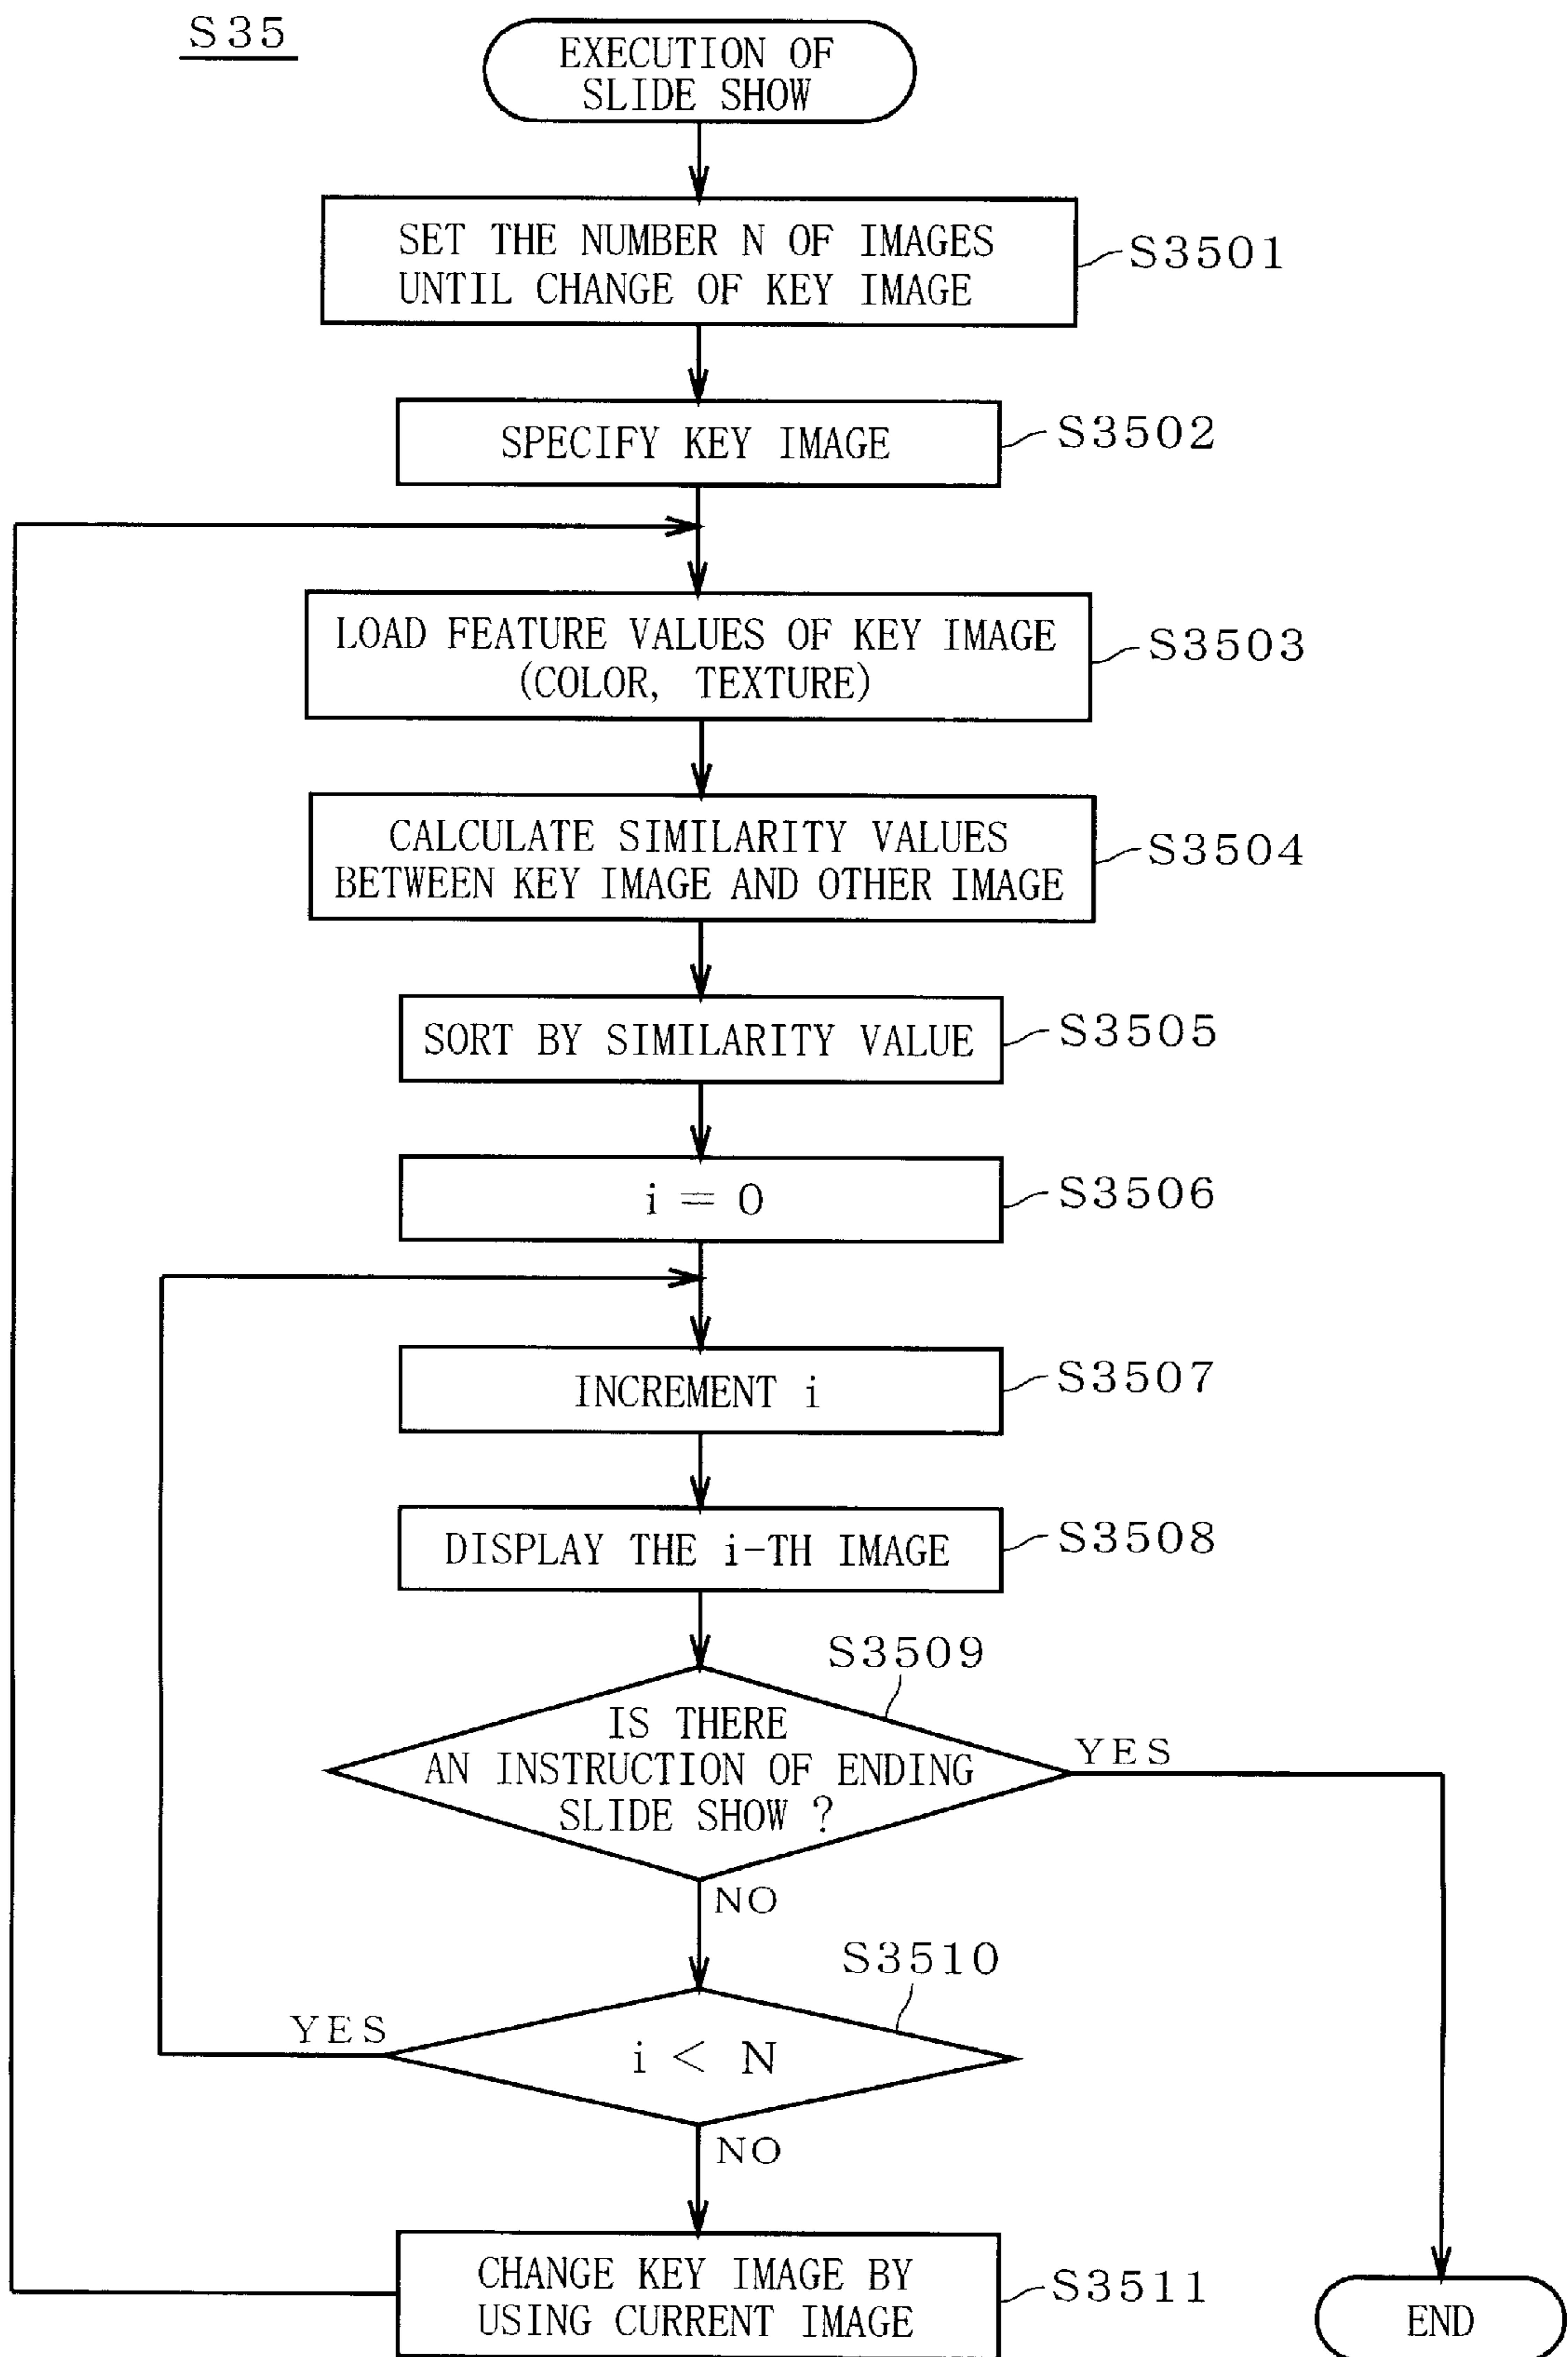 S35
EXECUTION OF
SLIDE SHOW
SET THE NUMBER N OF IMAGES
UNTIL CHANGE OF KEY IMAGE
S3501
SPECIFY KEY IMAGE
S3502
LOAD FEATURE VALUES OF KEY IMAGE
(COLOR, TEXTURE)
S3503
CALCULATE SIMILARITY VALUES
BETWEEN KEY IMAGE AND OTHER IMAGE
S3504
SORT BY SIMILARITY VALUE
S3505
i = 0
S3506
INCREMENT i
S3507
DISPLAY THE i-TH IMAGE
S3508
S3509
IS THERE
AN INSTRUCTION OF ENDING
SLIDE SHOW ?
YES
NO
S3510
YES
i < N
NO
CHANGE KEY IMAGE BY
USING CURRENT IMAGE
S3511
END